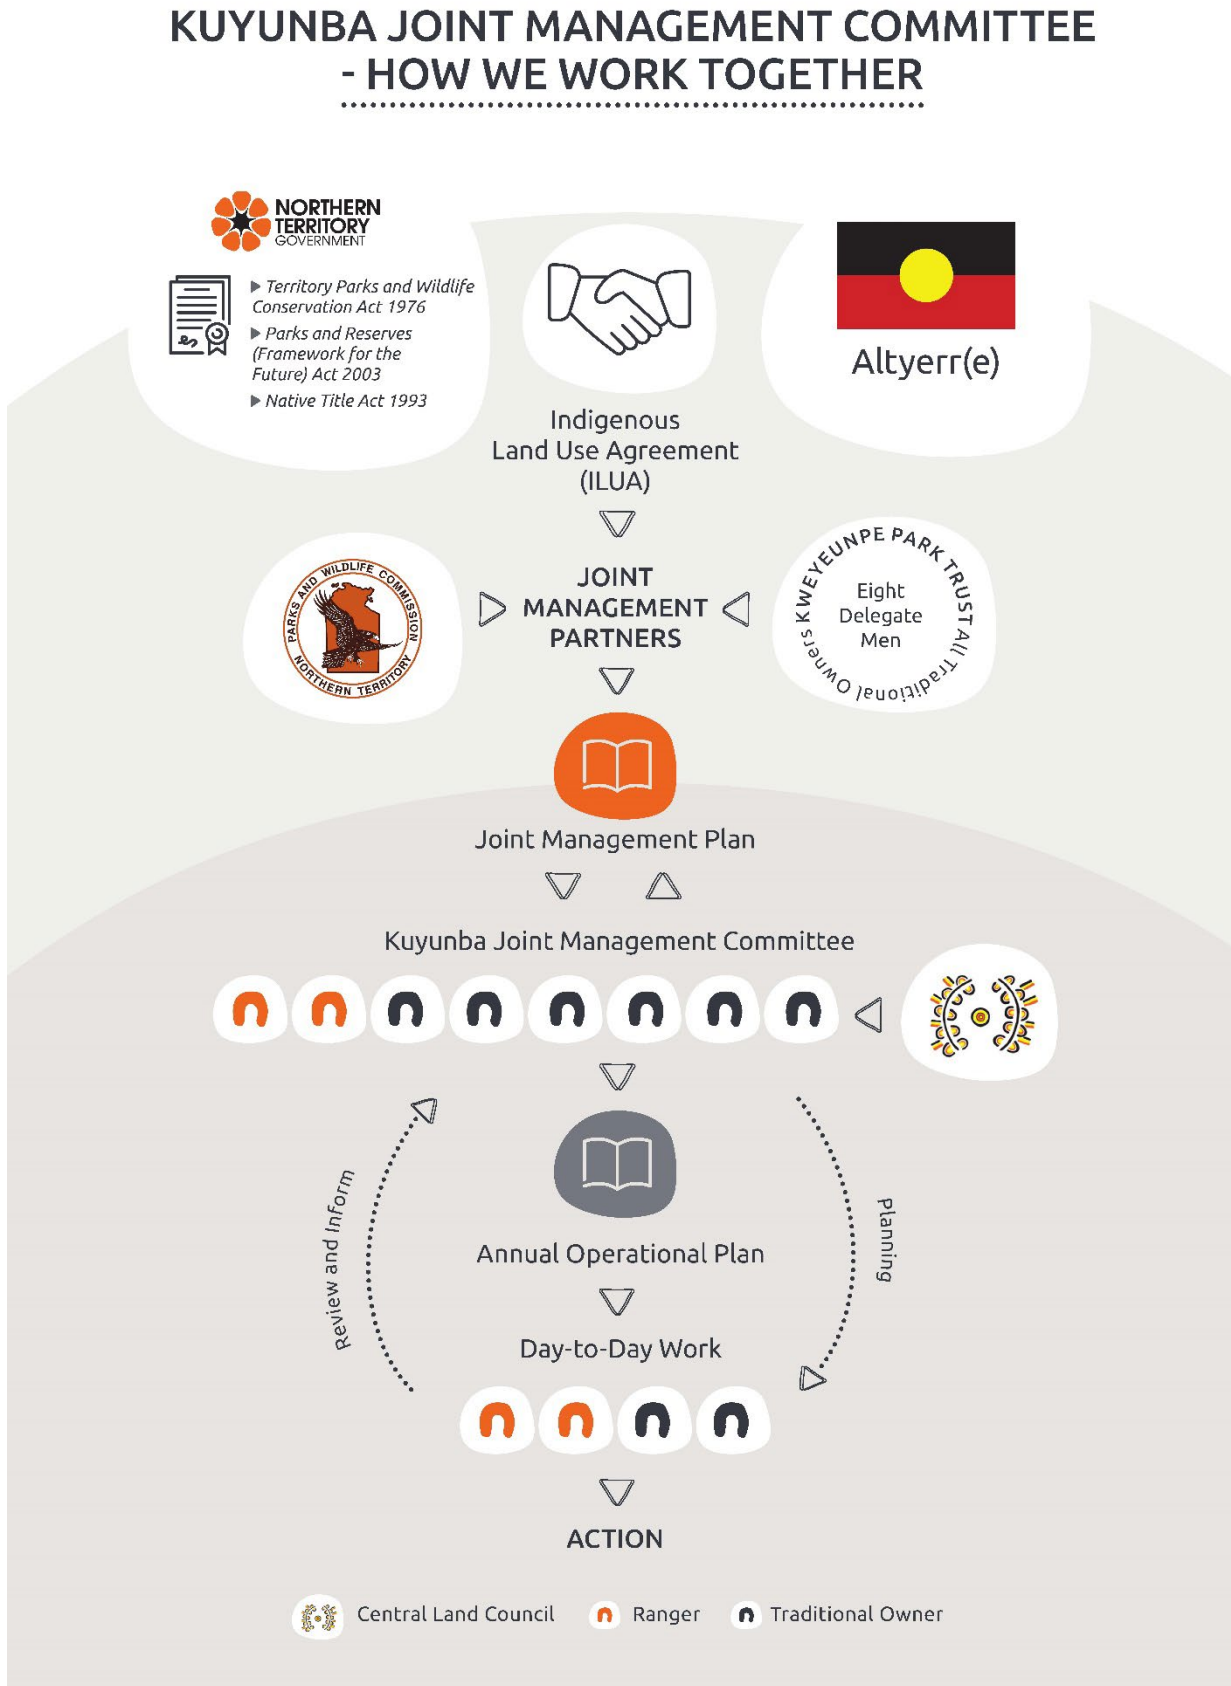 KUYUNBA JOINT MANAGEMENT COMMITTEE
- HOW WE WORK TOGETHER
NORTHERN
TERRITORY
GOVERNMENT
▶ Territory Parks and Wildlife
Conservation Act 1976
▶ Parks and Reserves
(Framework for the
Future) Act 2003
▶ Native Title Act 1993
Indigenous
Land Use Agreement
(ILUA)
Altyerr(e)
PARKS AND WILDLIFE COMMISSION
NORTHERN TERRITORY
JOINT
MANAGEMENT
PARTNERS
KWEYEUNPE PARK TRUST
All Traditional Owners
Eight
Delegate
Men
Joint Management Plan
Kuyunba Joint Management Committee
Review and Inform
Planning
Annual Operational Plan
Day-to-Day Work
ACTION
Central Land Council
Ranger
Traditional Owner